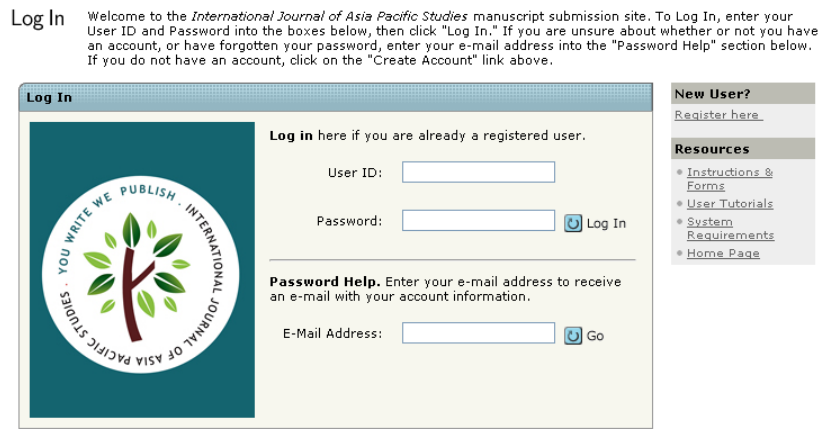 Log In
Welcome to the International Journal of Asia Pacific Studies manuscript submission site. To Log In, enter your
User ID and Password into the boxes below, then click "Log In." If you are unsure about whether or not you have
an account, or have forgotten your password, enter your e-mail address into the "Password Help" section below.
If you do not have an account, click on the "Create Account" link above.
Log In
YOU WRITE WE PUBLISH . INTERNATIONAL JOURNAL OF ASIA PACIFIC STUDIES .
Log in here if you are already a registered user.
User ID:
Password:
Log In
Password Help. Enter your e-mail address to receive
an e-mail with your account information.
E-Mail Address:
Go
New User?
Register here
Resources
Instructions &
Forms
User Tutorials
System
Requirements
Home Page